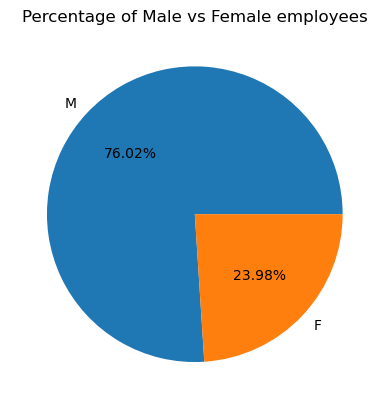 Percentage of Male vs Female employees
M
76.02%
23.98%
F